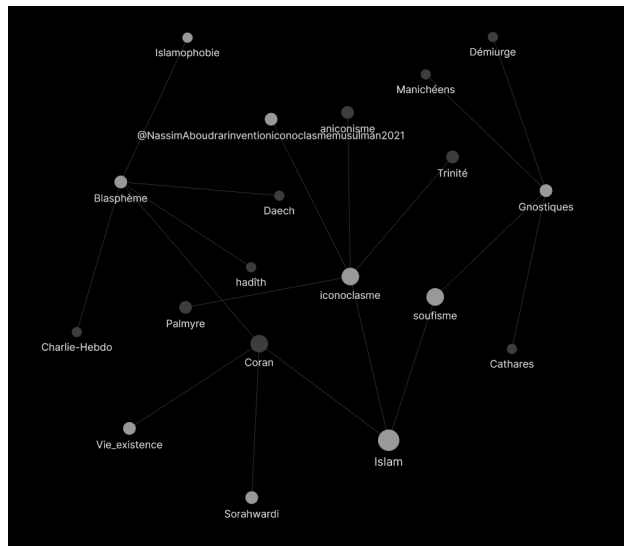 Islamophobie
Démiurge
Manichéens
aniconisme
@NassimAboudrarinventioniconoclasmemusulman2021
Trinité
Blasphème
Gnostiques
Daech
hadîth
iconoclasme
soufisme
Palmyre
Charlie-Hebdo
Coran
Cathares
Vie_existence
Islam
Sorahwardi